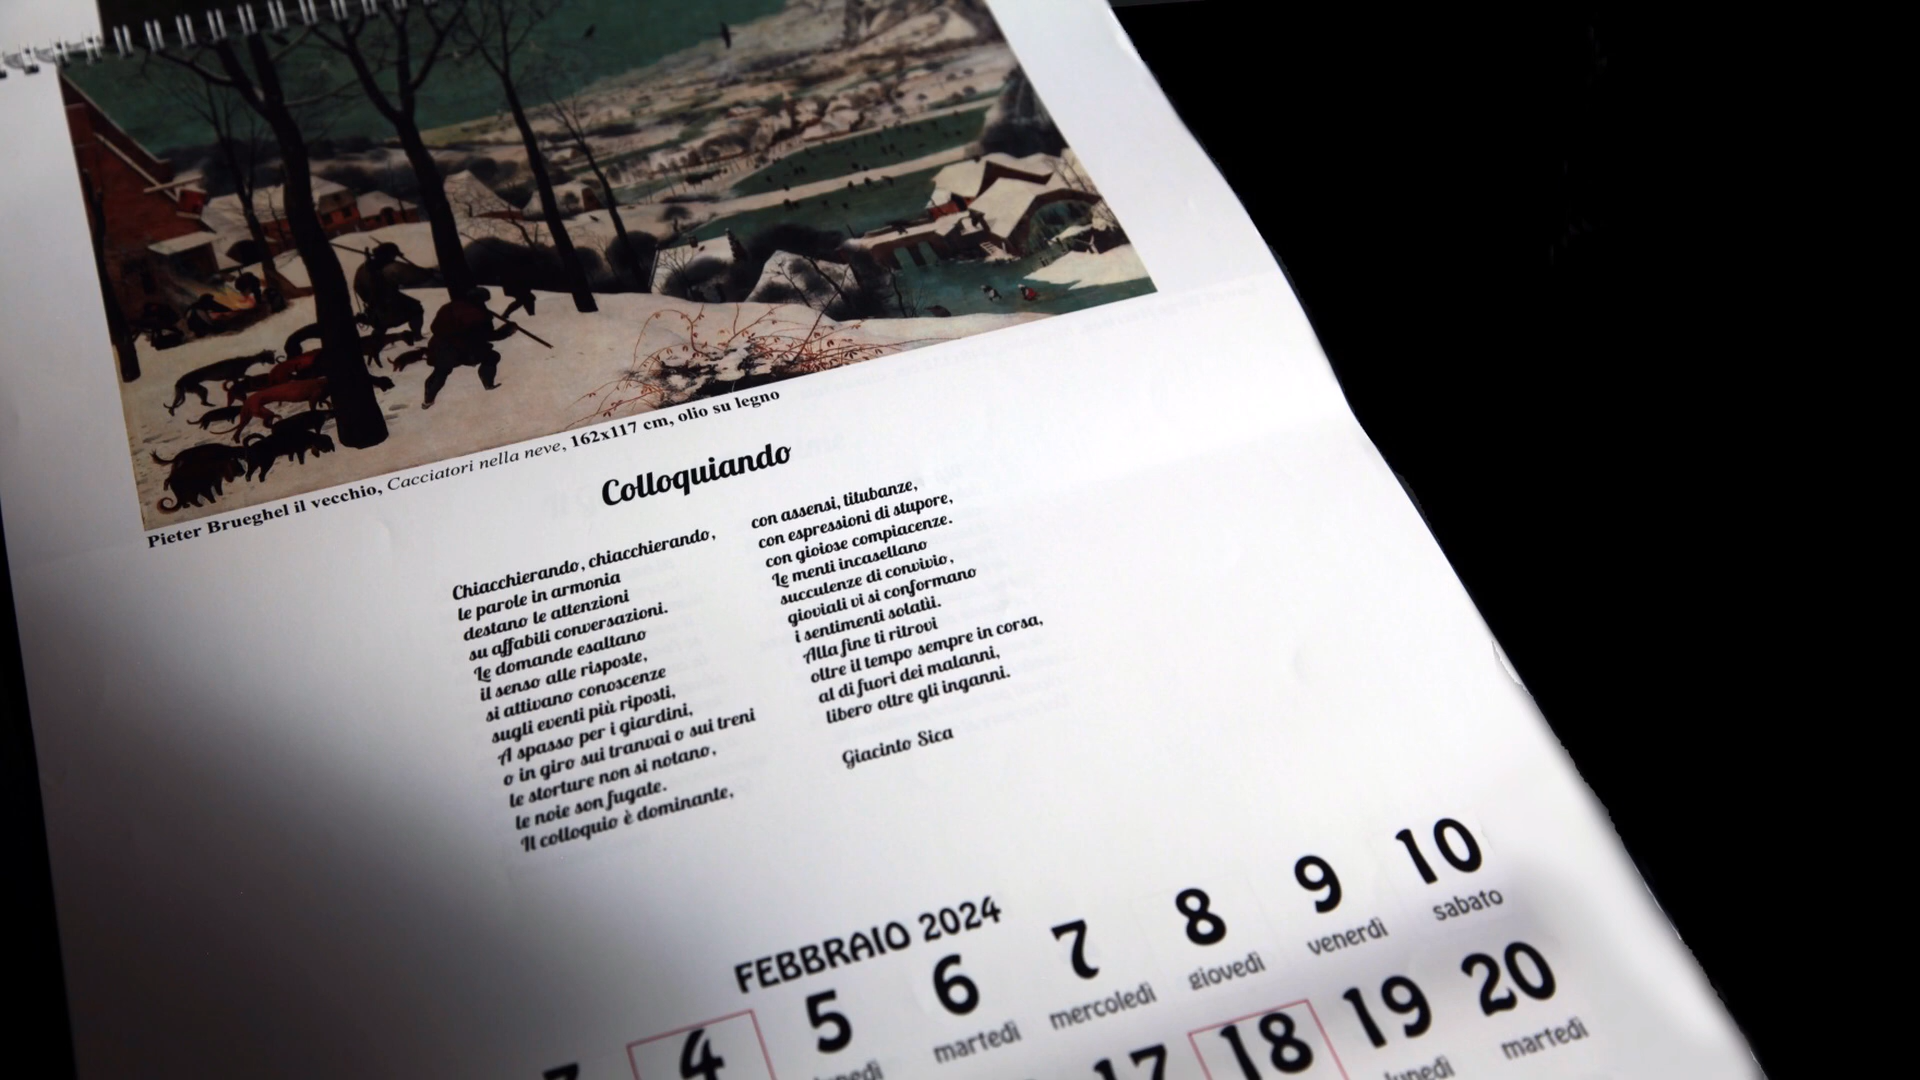 Pieter Brueghel il vecchio, Cacciatori nella neve, 162x117 cm, olio su legno
Colloquiando
Chiacchierando, chiacchierando,
le parole in armonia
destano le attenzioni
su affabili conversazioni.
Le domande esaltano
il senso alle risposte,
si attivano conoscenze
sugli eventi più riposti,
A spasso per i giardini,
o in giro sui tranvai o sui treni
le storture non si notano,
le noie son fugate.
Il colloquio è dominante,
con assensi, titubanze,
con espressioni di stupore,
con gioiose compiacenze.
Le menti incasellano
succulenze di convivio,
gioviali vi si conformano
i sentimenti solatii.
Alla fine ti ritrovi
oltre il tempo sempre in corsa,
al di fuori dei malanni,
libero oltre gli inganni.
Giacinto Sica
FEBBRAIO 2024
4 5 6 7 8 9 10
martedì mercoledì giovedì venerdì sabato
17 18 19 20
lunedì martedì